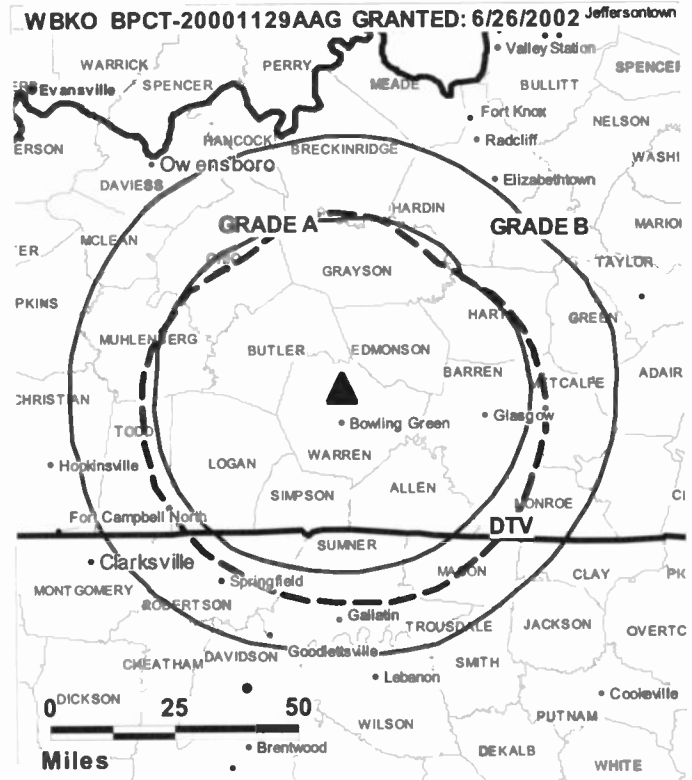 WBKO BPCT-20001129AAG GRANTED: 6/26/2002 Jeffersontown
Valley Station
WARRICK
PERRY
SPENCER
MEADE
BULLITT
SPENCER
Evansville
Fort Knox
NELSON
HANCOCK
Radcliff
ERSON
BRECKINRIDGE
WASHI
Owensboro
DAVIESS
Elizabethtown
HARDIN
GRADE A
GRADE B
MARIO
MCLEAN
ER
OHIO
TAYLOR
GRAYSON
PKINS
HART
GREEN
MUHLENBERG
BUTLER
EDMONSON
BARREN
ADAIR
METCALFE
CHRISTIAN
Glasgow
Bowling Green
TODD
WARREN
Hopkinsville
LOGAN
ALLEN
SIMPSON
MONROE
Fort Campbell North
DTV
SUMNER
Clarksville
MACON
CLAY
Springfield
MONTGOMERY
ROBERTSON
Gallatin
TROUSDALE
JACKSON
OVERTO
Goodlettsville
DAVIDSON
CHEATHAM
SMITH
Lebanon
Cookeville
DICKSON
0 25 50
PUTNAM
WILSON
Miles
Brentwood
DEKALB
WHITE